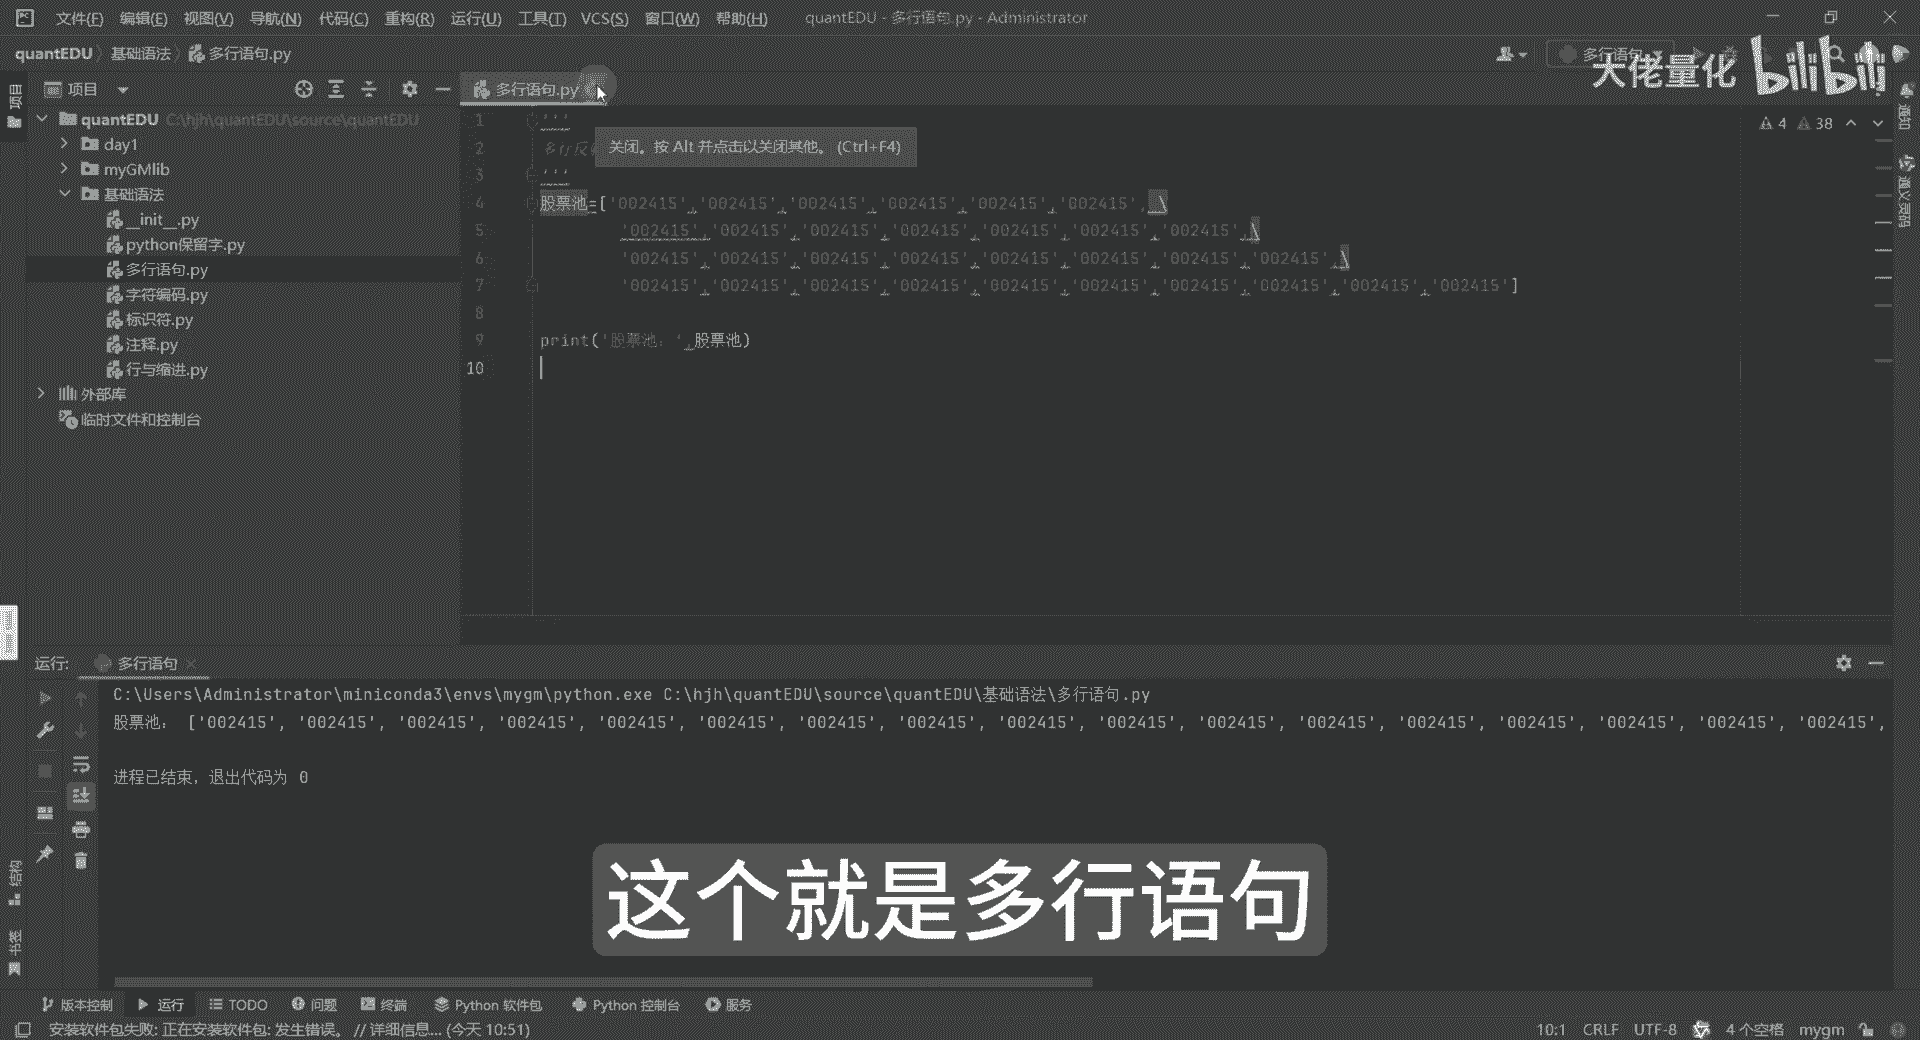 文件(F) 编辑(E) 视图(V) 导航(N) 代码(C) 重构(R) 运行(U) 工具(T) VCS(S) 窗口(W) 帮助(H) quantEDU - 多行语句.py - Administrator
quantEDU 基础语法 多行语句.py
多行语句
大佬量化 bilibili
项目
项目
多行语句.py
通知
通义灵码
quantEDU C:\hjh\quantEDU\source\quantEDU
day1
myGMlib
基础语法
__init__.py
python保留字.py
多行语句.py
字符编码.py
标识符.py
注释.py
行与缩进.py
外部库
临时文件和控制台
4 38
关闭。按 Alt 并点击以关闭其他。 (Ctrl+F4)
1 '''
2
3 '''
4 股票池=['002415','002415','002415','002415','002415','002415', \
5 '002415','002415','002415','002415','002415','002415','002415',\
6 '002415','002415','002415','002415','002415','002415','002415','002415',\
7 '002415','002415','002415','002415','002415','002415','002415','002415','002415','002415']
8
9 print('股票池：',股票池)
10
运行: 多行语句
C:\Users\Administrator\miniconda3\envs\mygm\python.exe C:\hjh\quantEDU\source\quantEDU\基础语法\多行语句.py
股票池： ['002415', '002415', '002415', '002415', '002415', '002415', '002415', '002415', '002415', '002415', '002415', '002415', '002415', '002415', '002415', '002415', '002415',
进程已结束，退出代码为 0
这个就是多行语句
结构
书签
版本控制 运行 TODO 问题 终端 Python 软件包 Python 控制台 服务
安装软件包失败: 正在安装软件包: 发生错误。 // 详细信息... (今天 10:51) 10:1 CRLF UTF-8 4 个空格 mygm